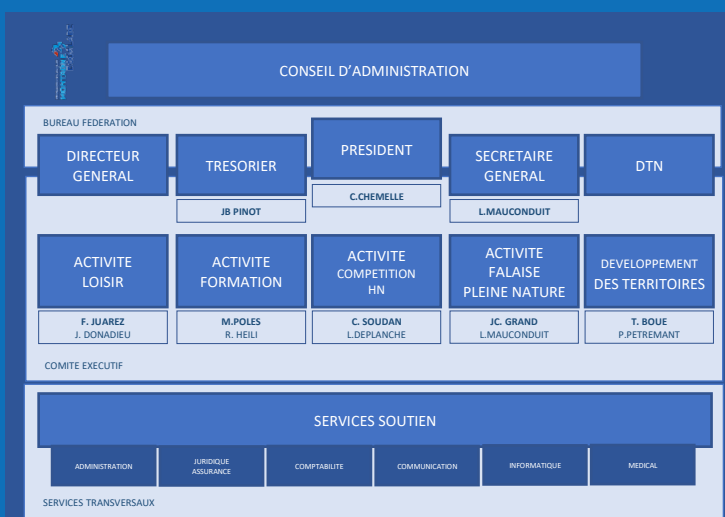 CONSEIL D’ADMINISTRATION
BUREAU FEDERATION
DIRECTEUR
GENERAL
TRESORIER
JB PINOT
PRESIDENT
C.CHEMELLE
SECRETAIRE
GENERAL
L.MAUCONDUIT
DTN
ACTIVITE
LOISIR
F. JUAREZ
J. DONADIEU
ACTIVITE
FORMATION
M.POLES
R. HEILI
ACTIVITE
COMPETITION
HN
C. SOUDAN
L.DEPLANCHE
ACTIVITE
FALAISE
PLEINE NATURE
JC. GRAND
L.MAUCONDUIT
DEVELOPPEMENT
DES TERRITOIRES
T. BOUE
P.PETREMANT
COMITE EXECUTIF
SERVICES SOUTIEN
ADMINISTRATION
JURIDIQUE
ASSURANCE
COMPTABILITE
COMMUNICATION
INFORMATIQUE
MEDICAL
SERVICES TRANSVERSAUX